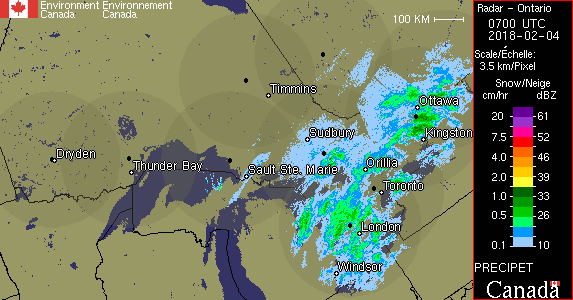 Environment Environnement
Canada Canada
100 KM
Radar - Ontario
0700 UTC
2018-02-04
Scale/Échelle:
3.5 km/Pixel
Snow/Neige
cm/hr dBZ
20 61
7.5 52
4.0 46
2.0 39
1.0 33
0.5 26
0.1 10
PRECIPET
Canada
Timmins
Ottawa
Sudbury
Kingston
Dryden
Thunder Bay
Sault Ste. Marie
Orillia
Toronto
London
Windsor